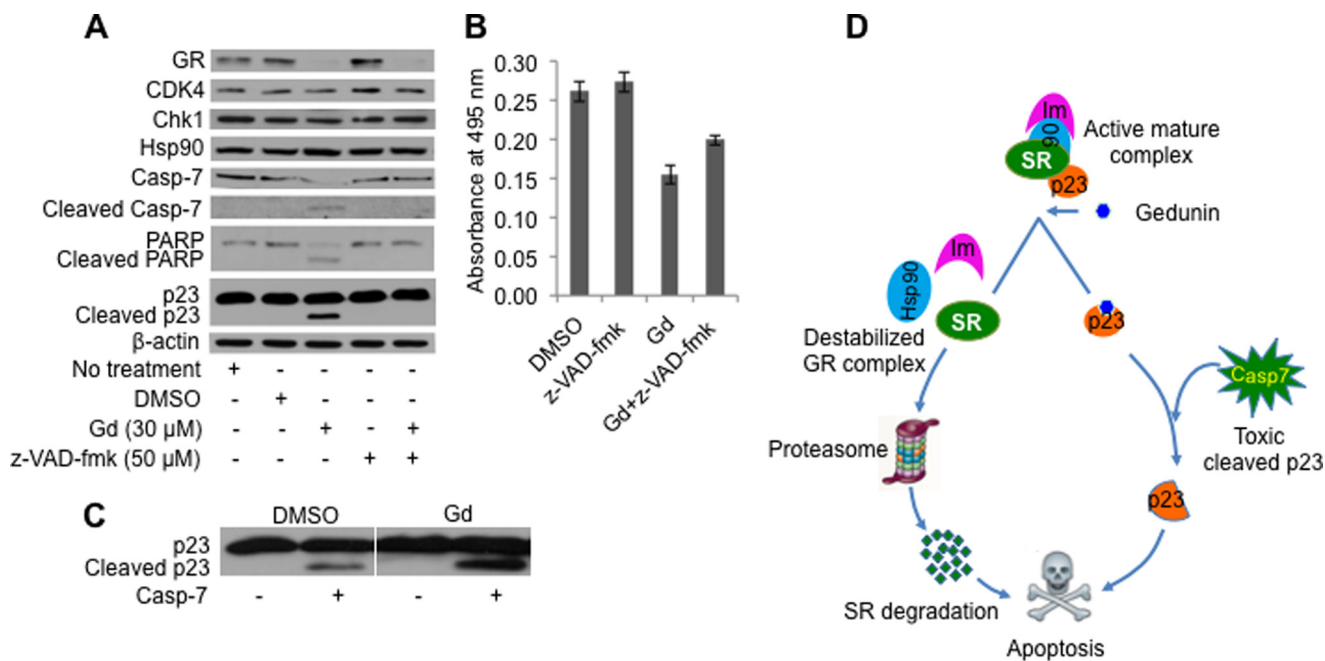 A
GR
CDK4
Chk1
Hsp90
Casp-7
Cleaved Casp-7
PARP
Cleaved PARP
p23
Cleaved p23
β-actin
No treatment + - - - -
DMSO - + - - -
Gd (30 µM) - - + - +
z-VAD-fmk (50 µM) - - - + +
B
Absorbance at 495 nm
0.30
0.25
0.20
0.15
0.10
0.05
0.00
DMSO
z-VAD-fmk
Gd
Gd+z-VAD-fmk
C
DMSO Gd
p23
Cleaved p23
Casp-7 - + - +
D
Im
90
SR
p23
Active mature
complex
Gedunin
Im
Hsp90
SR
p23
Destabilized
GR complex
Casp7
Proteasome
Toxic
cleaved p23
p23
SR degradation
Apoptosis